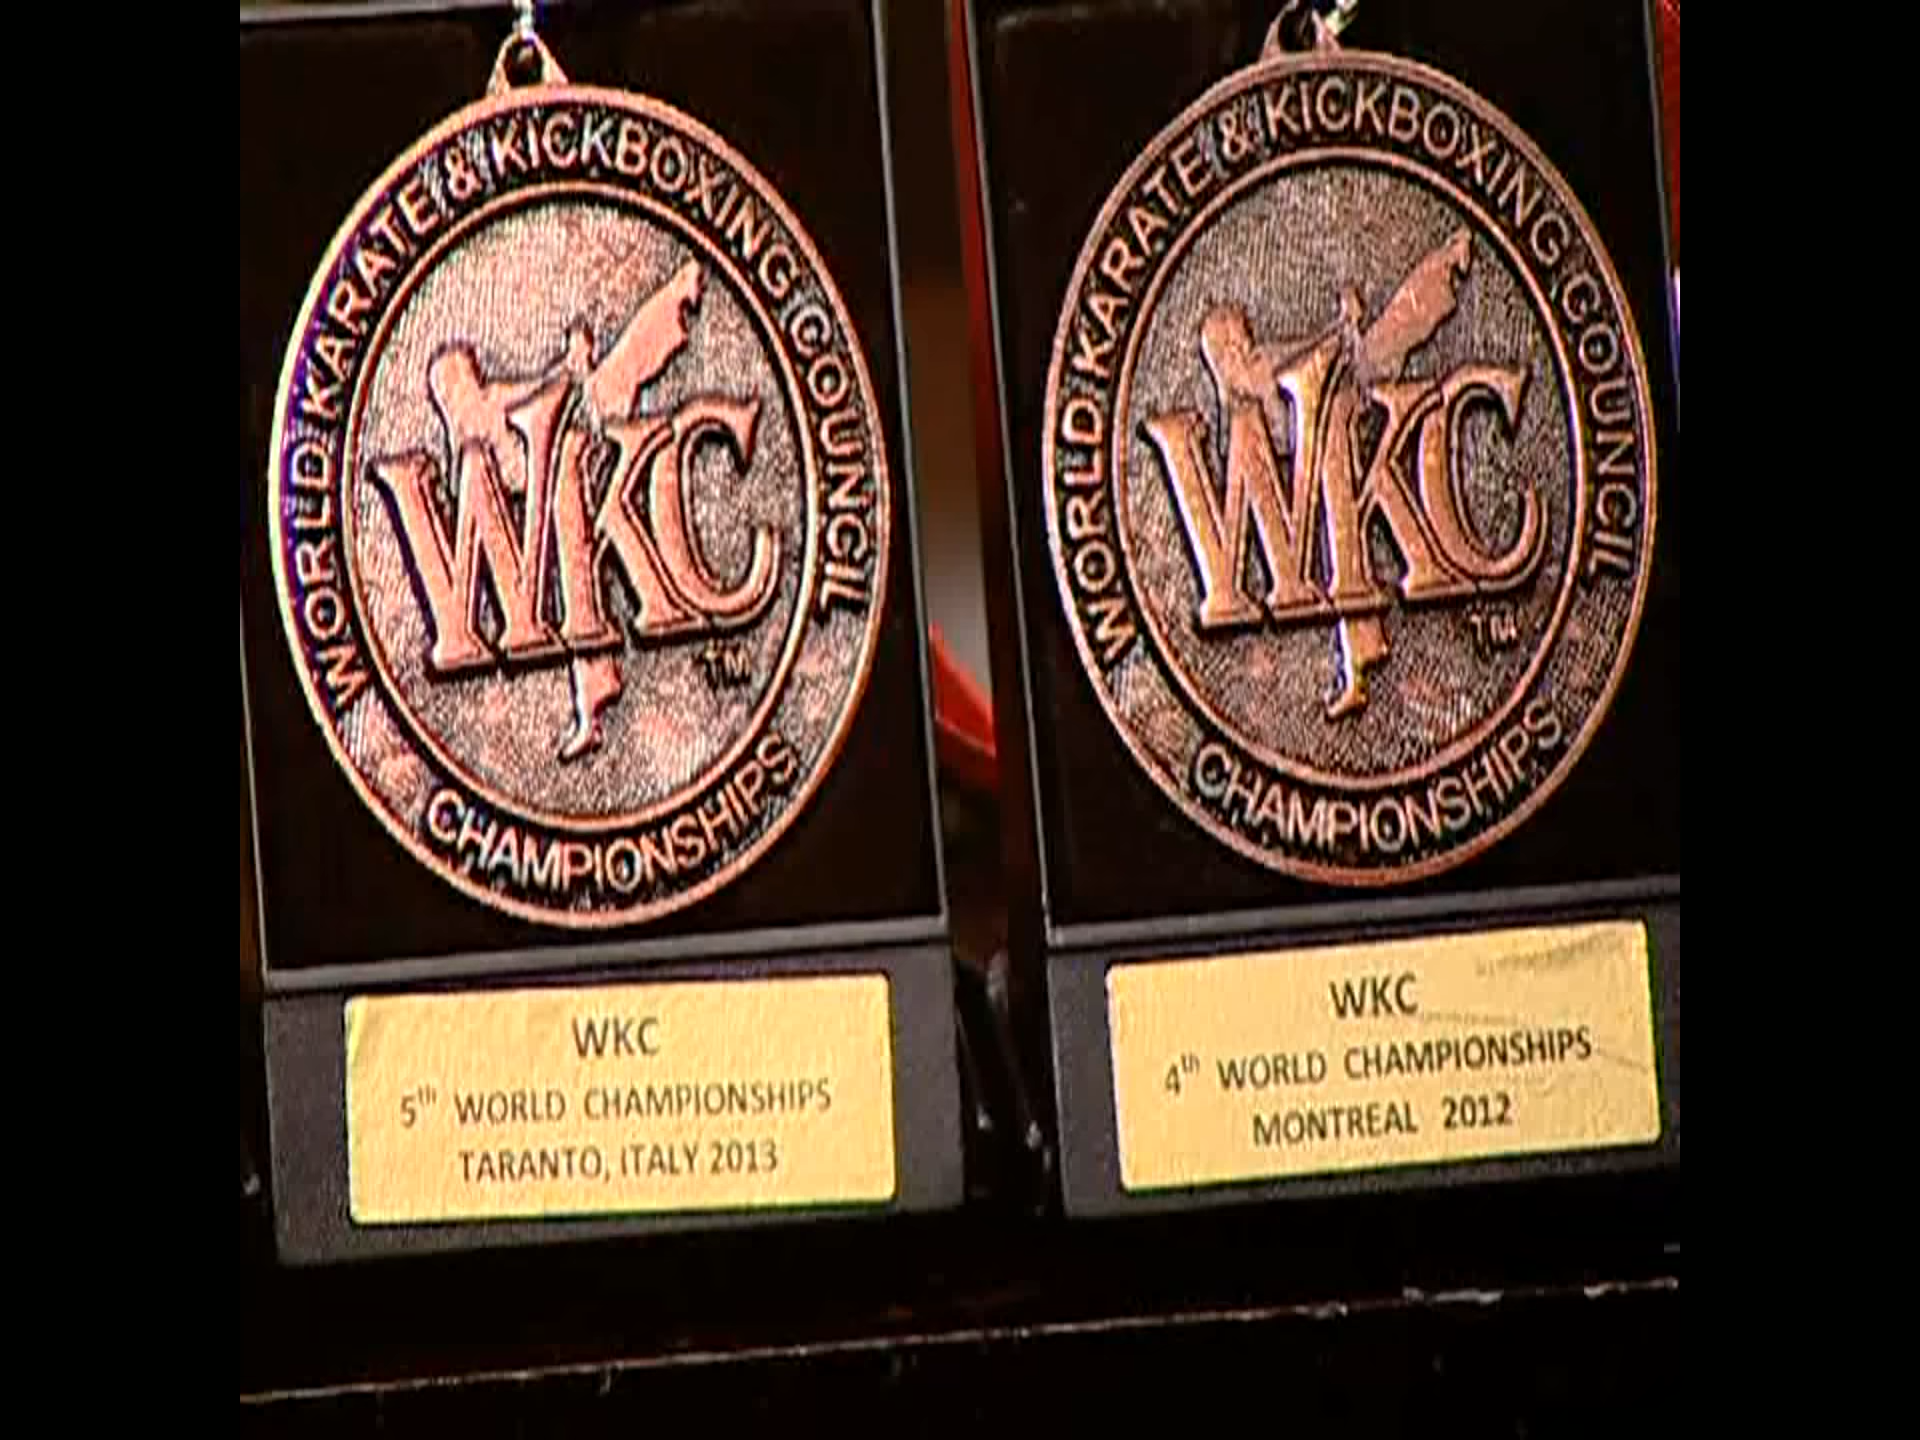 WORLD KARATE & KICKBOXING COUNCIL
WKC
TM
CHAMPIONSHIPS
WKC
5th WORLD CHAMPIONSHIPS
TARANTO, ITALY 2013
WORLD KARATE & KICKBOXING COUNCIL
WKC
TM
CHAMPIONSHIPS
WKC
4th WORLD CHAMPIONSHIPS
MONTREAL 2012